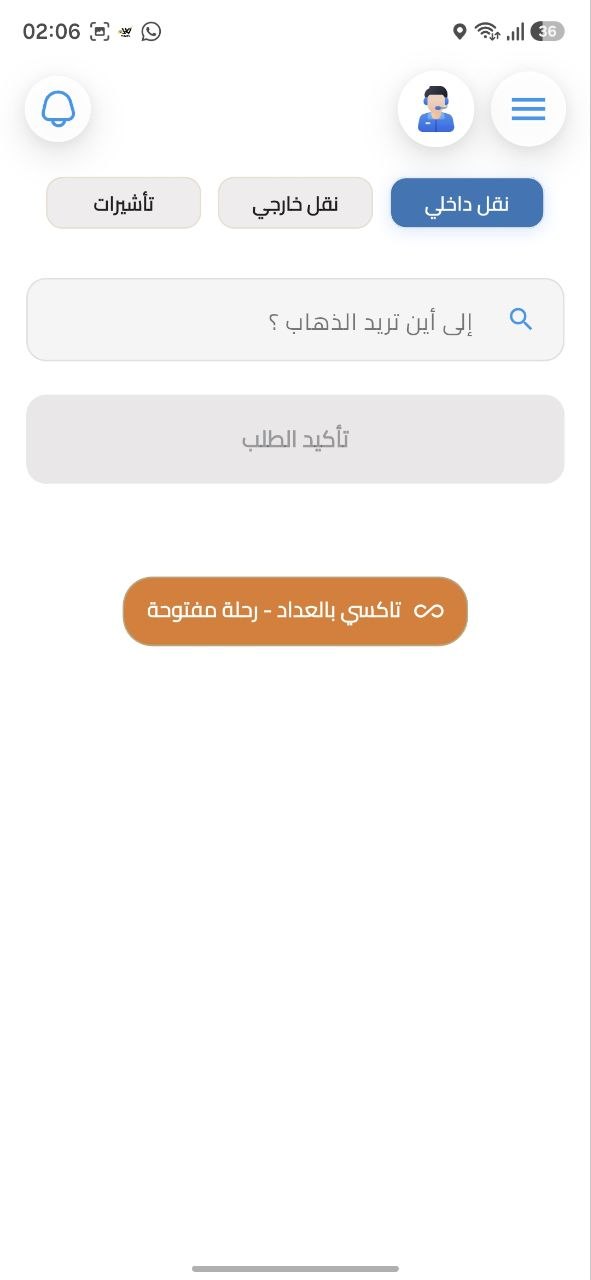 02:06
36
نقل داخلي
نقل خارجي
تأشيرات
إلى أين تريد الذهاب ؟
تأكيد الطلب
تاكسي بالعداد - رحلة مفتوحة